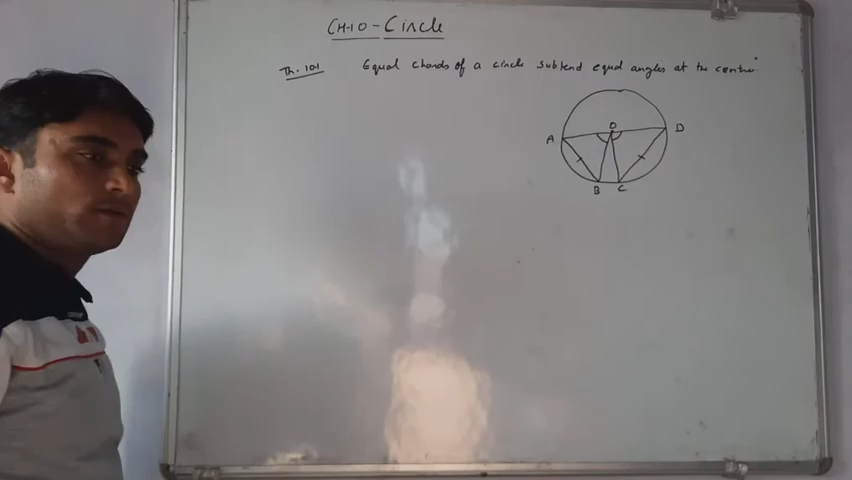 CH-10 - Circle
Th. 10.1 Equal chords of a circle subtend equal angles at the centre.
O
A
D
B C